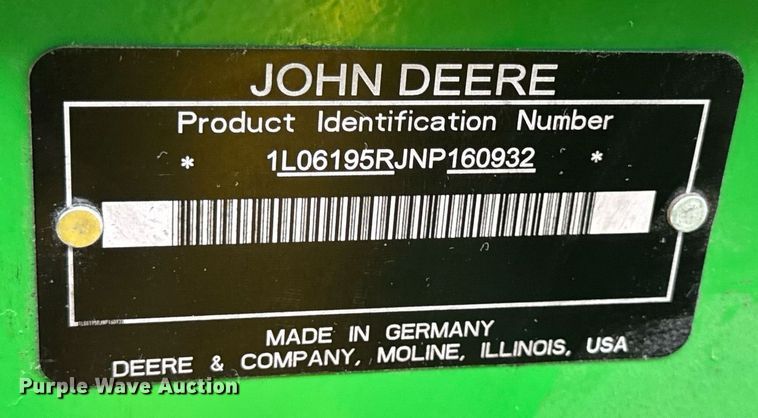 JOHN DEERE
Product Identification Number
* 1L06195RJNP160932 *
MADE IN GERMANY
DEERE & COMPANY, MOLINE, ILLINOIS, USA
Purple Wave Auction